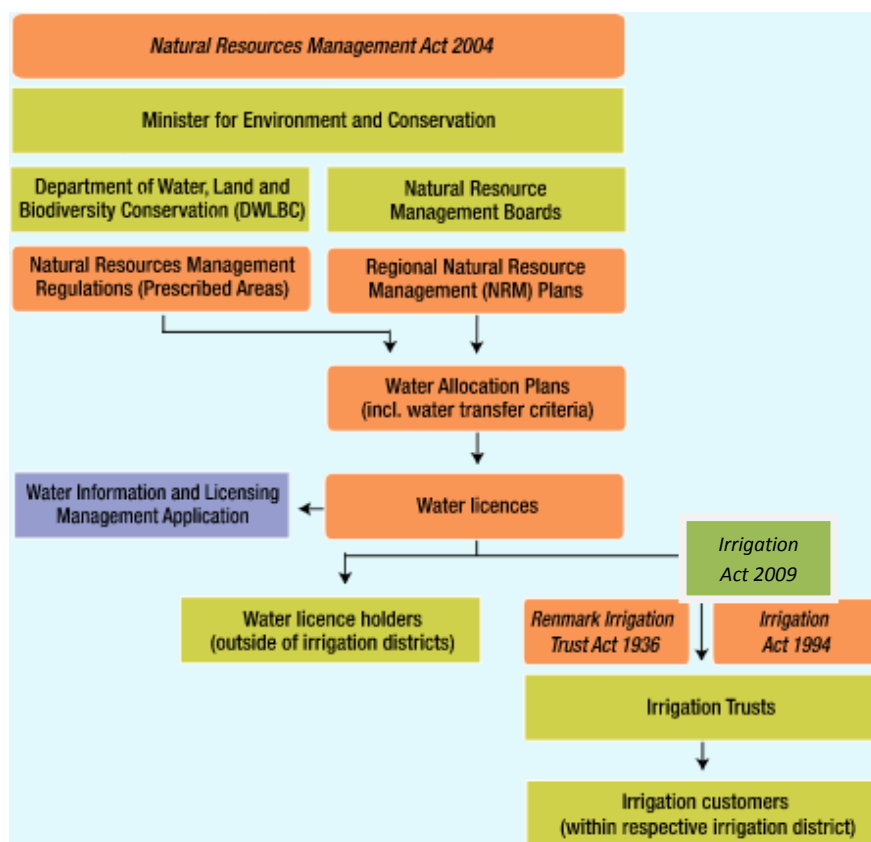 Natural Resources Management Act 2004
Minister for Environment and Conservation
Department of Water, Land and
Biodiversity Conservation (DWLBC)
Natural Resource
Management Boards
Natural Resources Management
Regulations (Prescribed Areas)
Regional Natural Resource
Management (NRM) Plans
Water Allocation Plans
(incl. water transfer criteria)
Water Information and Licensing
Management Application
Water licences
Irrigation
Act 2009
Water licence holders
(outside of irrigation districts)
Renmark Irrigation
Trust Act 1936
Irrigation
Act 1994
Irrigation Trusts
Irrigation customers
(within respective irrigation district)